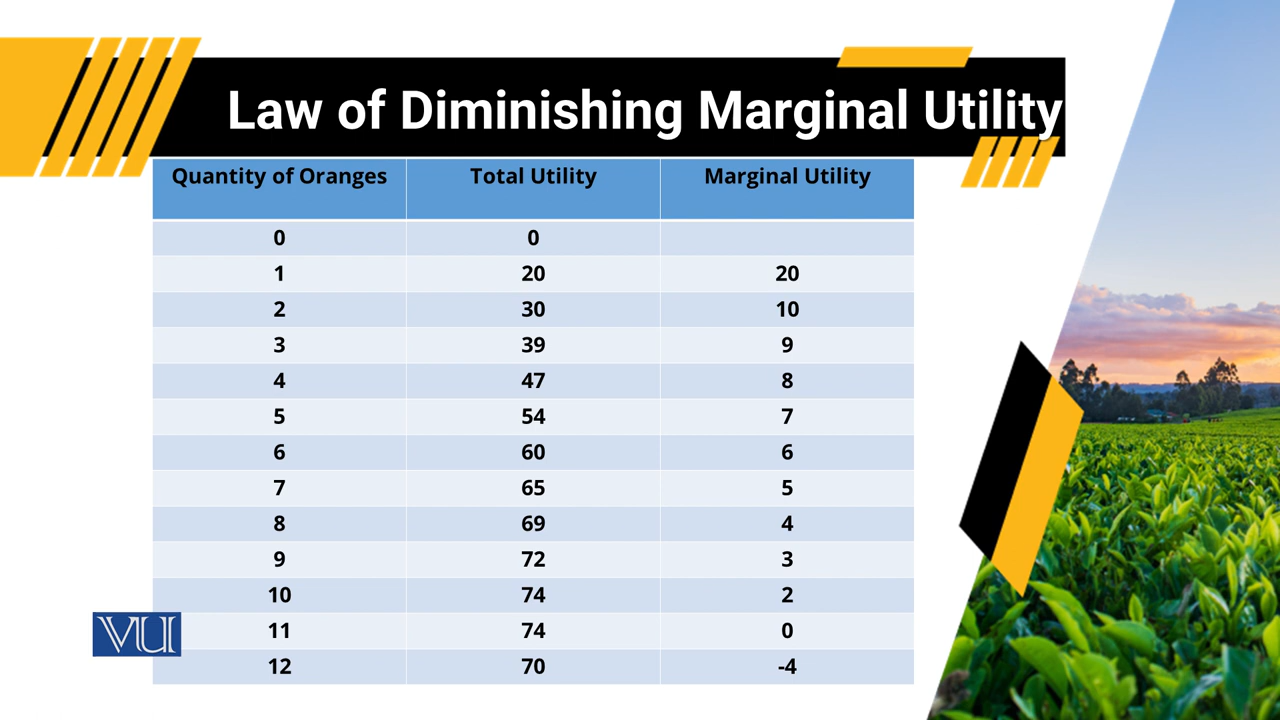 Law of Diminishing Marginal Utility
Quantity of Oranges Total Utility Marginal Utility
0 0
1 20 20
2 30 10
3 39 9
4 47 8
5 54 7
6 60 6
7 65 5
8 69 4
9 72 3
10 74 2
11 74 0
12 70 -4
VU